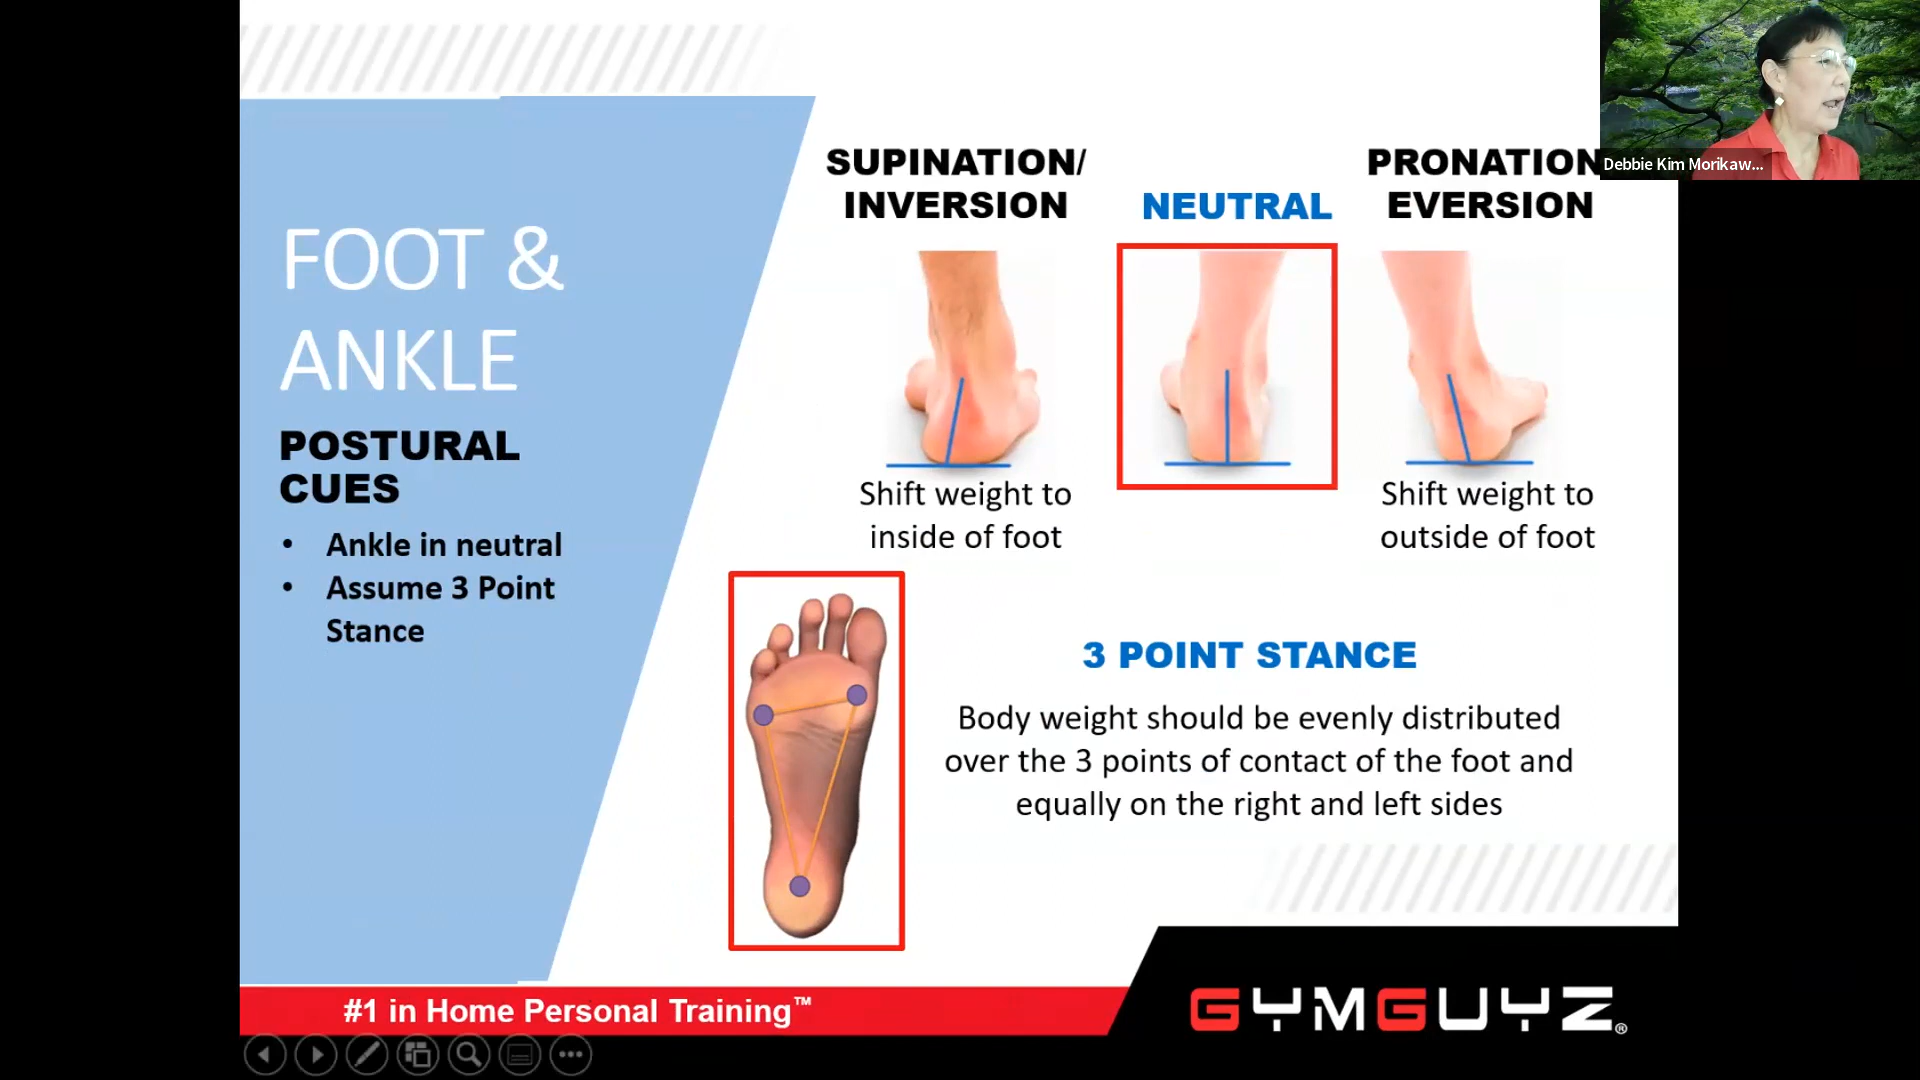 FOOT &
ANKLE
POSTURAL
CUES
• Ankle in neutral
• Assume 3 Point
Stance
SUPINATION/
INVERSION
NEUTRAL
PRONATION
EVERSION
Shift weight to
inside of foot
Shift weight to
outside of foot
3 POINT STANCE
Body weight should be evenly distributed
over the 3 points of contact of the foot and
equally on the right and left sides
#1 in Home Personal Training™
GYMGUYZ®
Debbie Kim Morikaw...